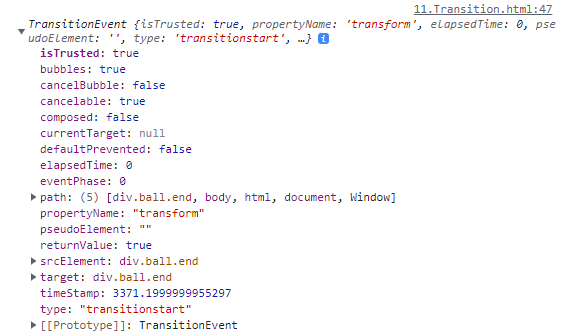 11.Transition.html:47
TransitionEvent {isTrusted: true, propertyName: 'transform', elapsedTime: 0, pse
udoElement: '', type: 'transitionstart', …} i
isTrusted: true
bubbles: true
cancelBubble: false
cancelable: true
composed: false
currentTarget: null
defaultPrevented: false
elapsedTime: 0
eventPhase: 0
path: (5) [div.ball.end, body, html, document, Window]
propertyName: "transform"
pseudoElement: ""
returnValue: true
srcElement: div.ball.end
target: div.ball.end
timeStamp: 3371.1999999955297
type: "transitionstart"
[[Prototype]]: TransitionEvent